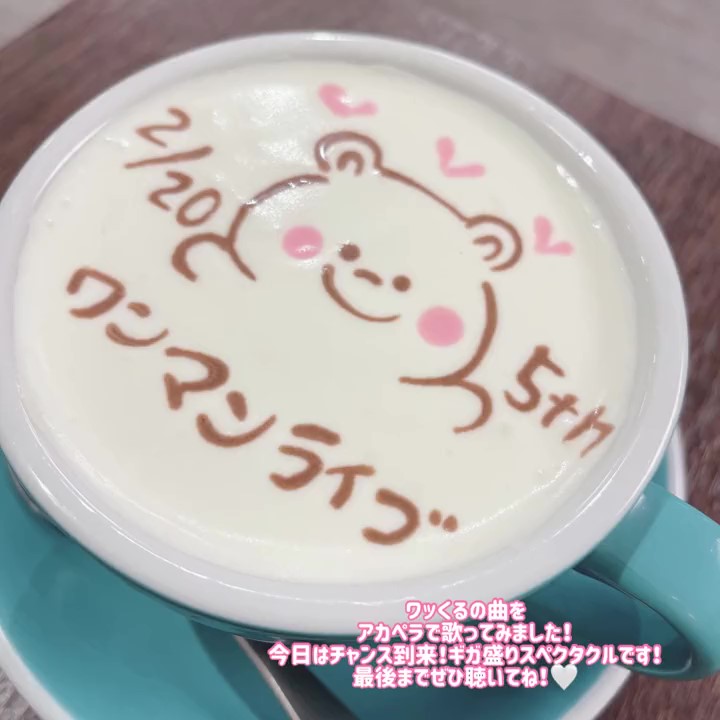 2/20
ワンマンライブ
5th
ワッくるの曲を
アカペラで歌ってみました!
今日はチャンス到来!ギガ盛りスペクタクルです!
最後までぜひ聴いてね!🤍